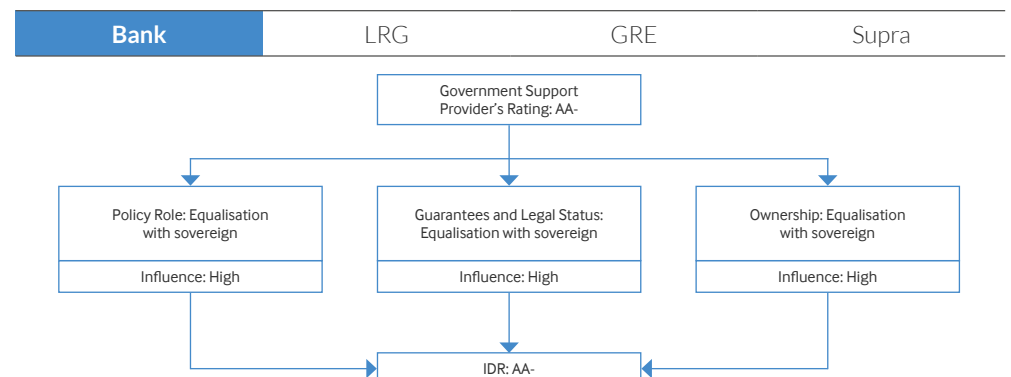 Bank LRG GRE Supra
Government Support
Provider's Rating: AA-
Policy Role: Equalisation
with sovereign
Influence: High
Guarantees and Legal Status:
Equalisation with sovereign
Influence: High
Ownership: Equalisation
with sovereign
Influence: High
IDR: AA-